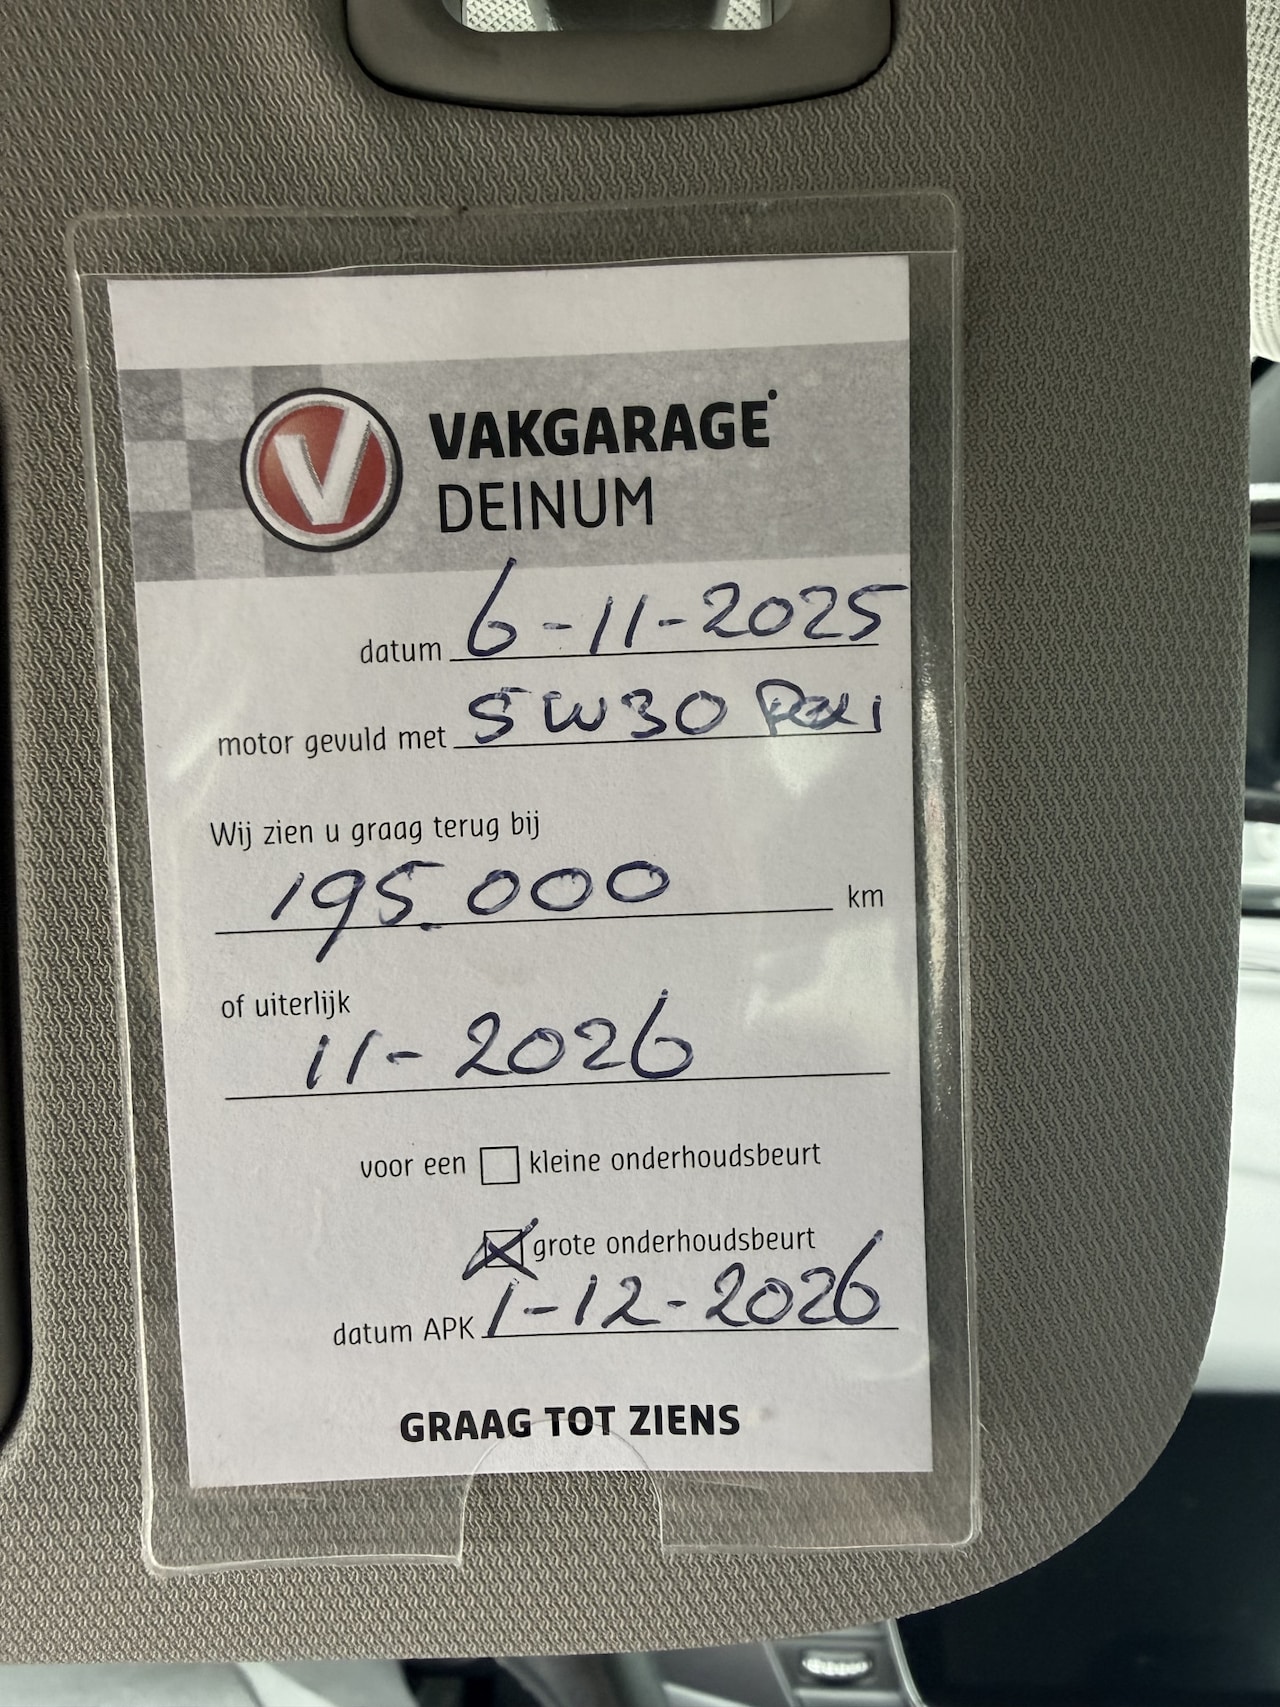 V
VAKGARAGE
DEINUM
datum 6-11-2025
motor gevuld met 5W30
Wij zien u graag terug bij
195.000 km
of uiterlijk
11-2026
voor een kleine onderhoudsbeurt
grote onderhoudsbeurt
datum APK 1-12-2026
GRAAG TOT ZIENS